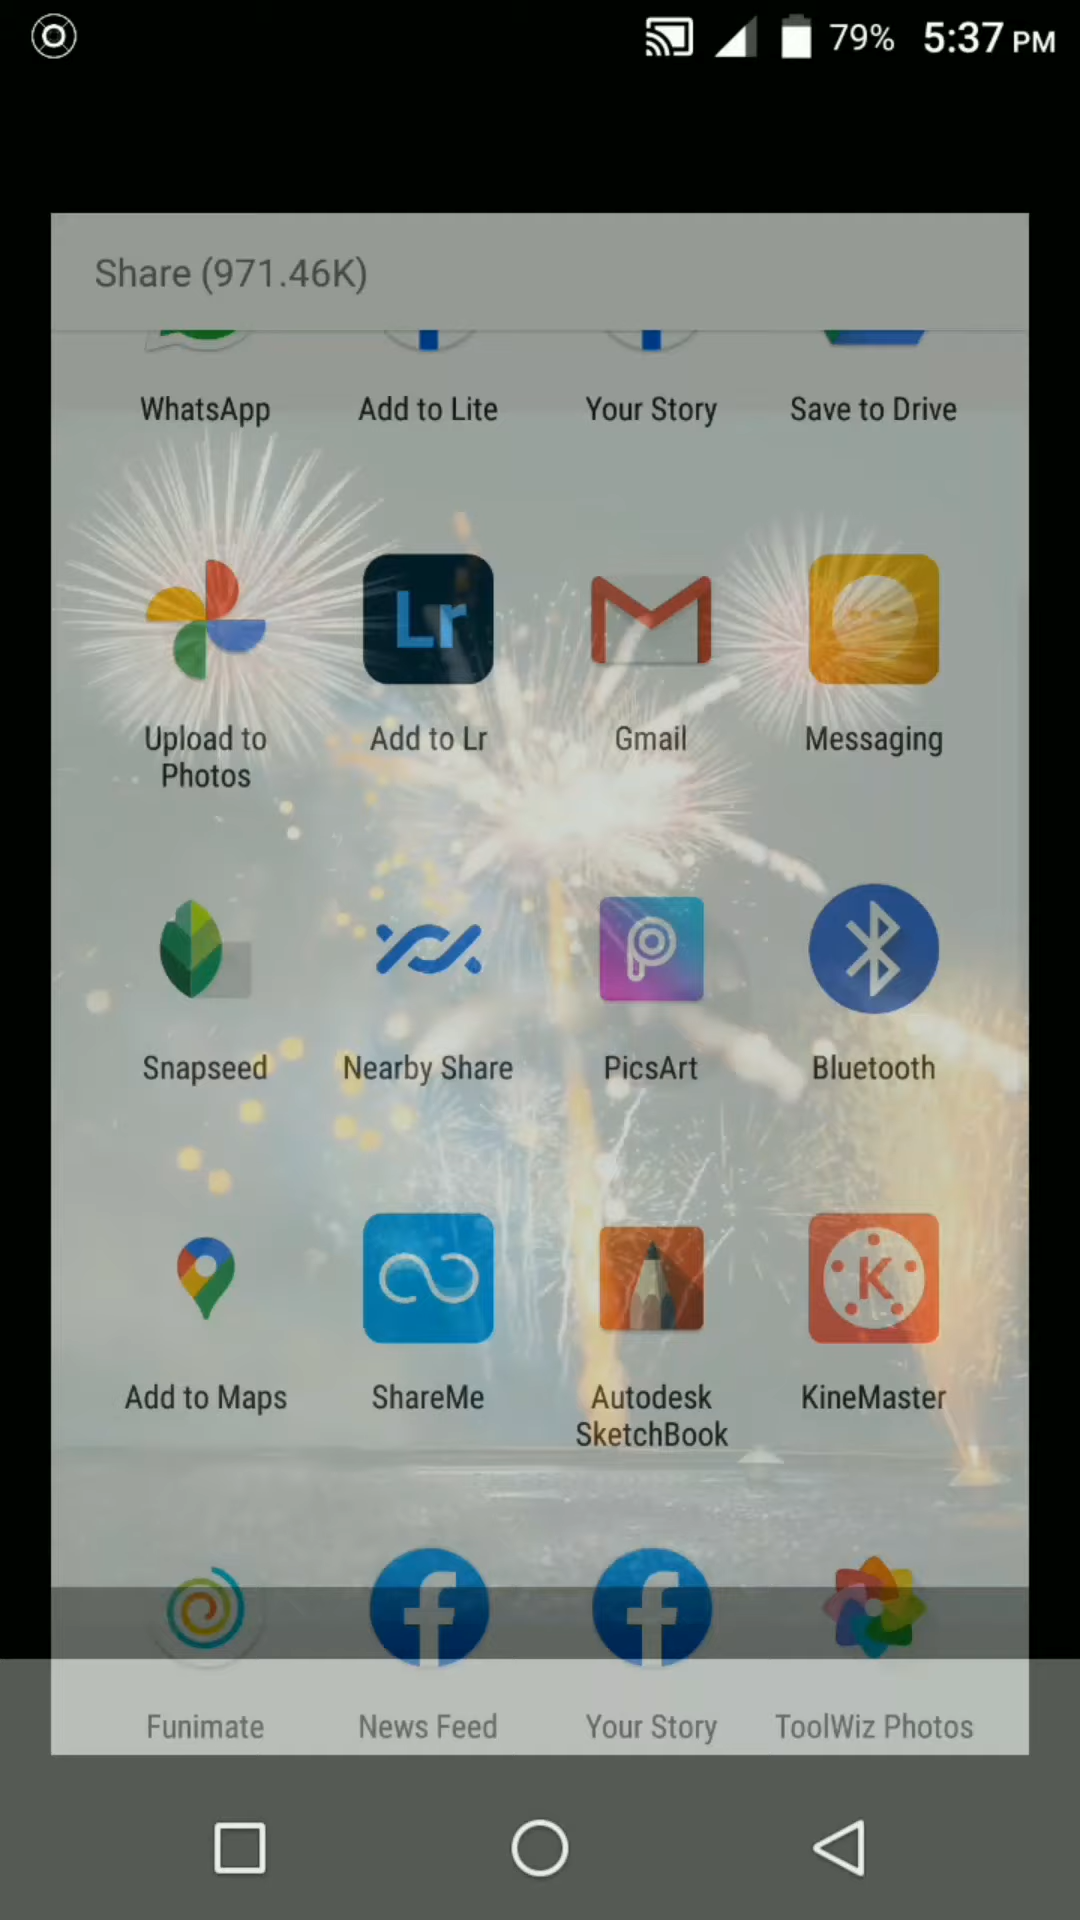 79% 5:37 PM
Share (971.46K)
WhatsApp Add to Lite Your Story Save to Drive
Lr
Upload to Photos Add to Lr Gmail Messaging
Snapseed Nearby Share PicsArt Bluetooth
K
Add to Maps ShareMe Autodesk SketchBook KineMaster
Funimate News Feed Your Story ToolWiz Photos